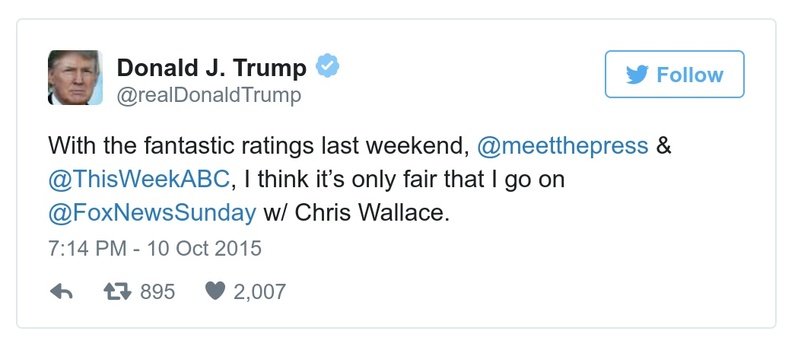 Donald J. Trump
@realDonaldTrump
Follow
With the fantastic ratings last weekend, @meetthepress &
@ThisWeekABC, I think it’s only fair that I go on
@FoxNewsSunday w/ Chris Wallace.
7:14 PM - 10 Oct 2015
895 2,007